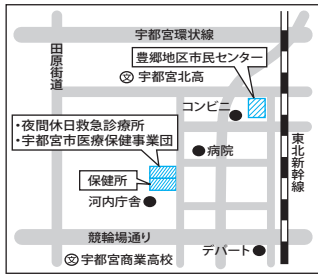 宇都宮環状線
田原街道
豊郷地区市民センター
文 宇都宮北高
コンビニ
・夜間休日救急診療所
・宇都宮市医療保健事業団
病院
東北新幹線
保健所
河内庁舎
競輪場通り
文 宇都宮商業高校
デパート